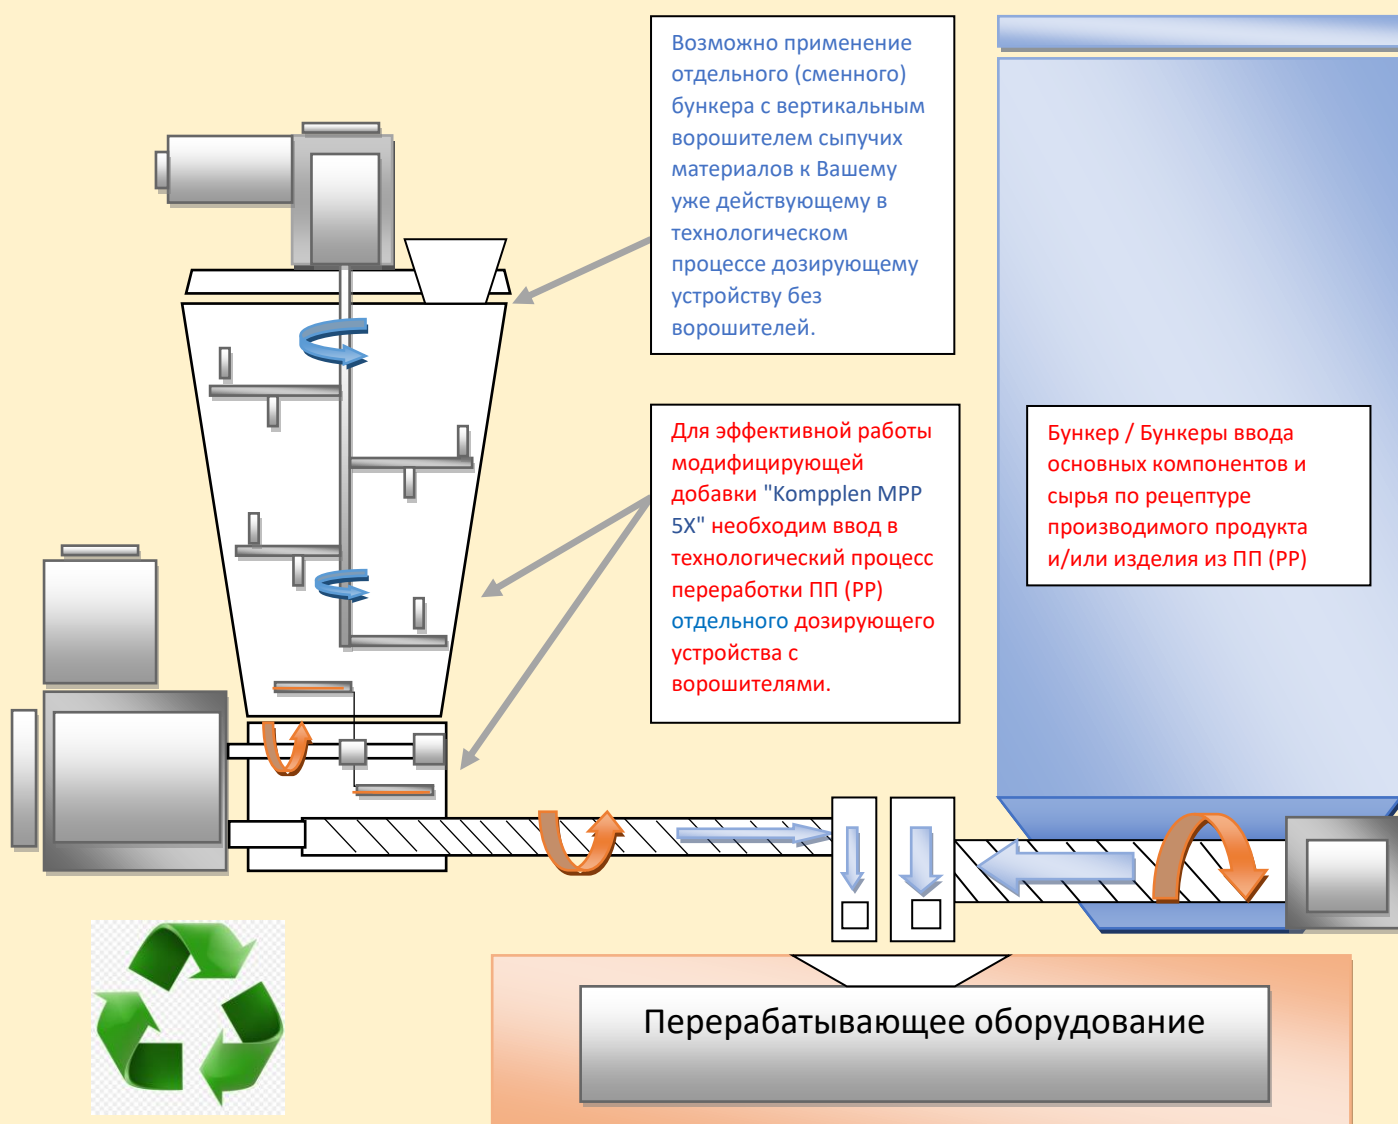 Возможно применение
отдельного (сменного)
бункера с вертикальным
ворошителем сыпучих
материалов к Вашему
уже действующему в
технологическом
процессе дозирующему
устройству без
ворошителей.
Для эффективной работы
модифицирующей
добавки "Kompplen MPP
5X" необходим ввод в
технологический процесс
переработки ПП (PP)
отдельного дозирующего
устройства с
ворошителями.
Бункер / Бункеры ввода
основных компонентов и
сырья по рецептуре
производимого продукта
и/или изделия из ПП (PP)
Перерабатывающее оборудование